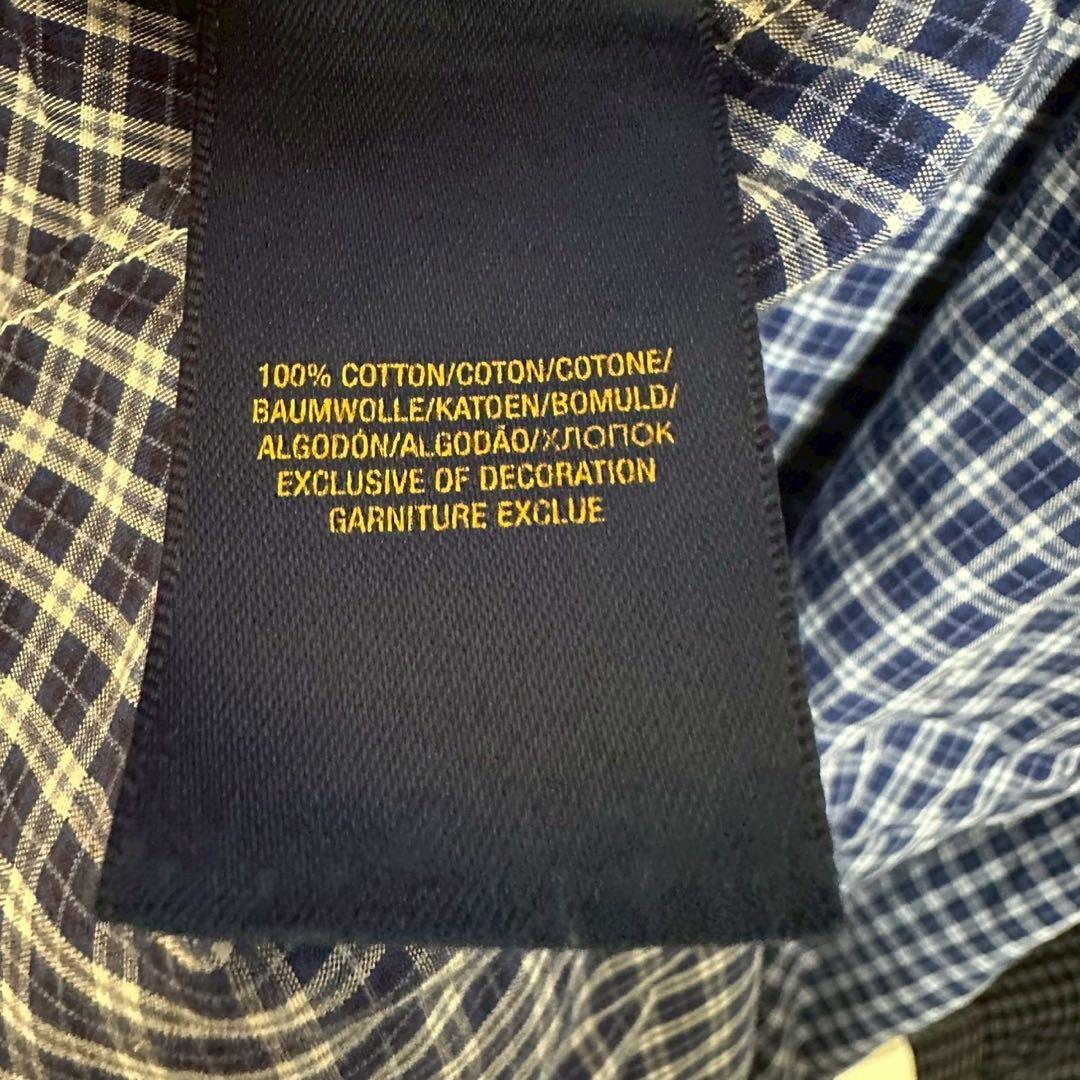 100% COTTON/COTON/COTONE/
BAUMWOLLE/KATOEN/BOMULD/
ALGODÓN/ALGODÃO/ХЛОПОК
EXCLUSIVE OF DECORATION
GARNITURE EXCLUE